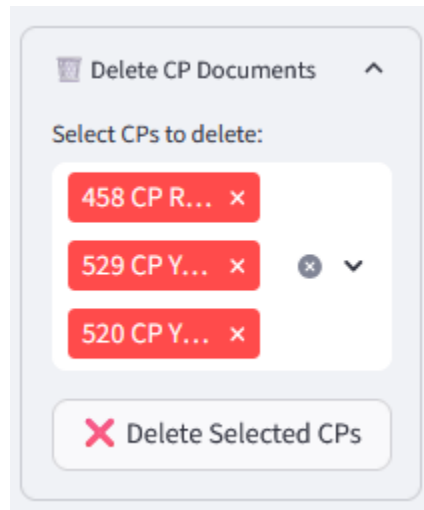 Delete CP Documents
Select CPs to delete:
458 CP R... ×
529 CP Y... ×
520 CP Y... ×
Delete Selected CPs